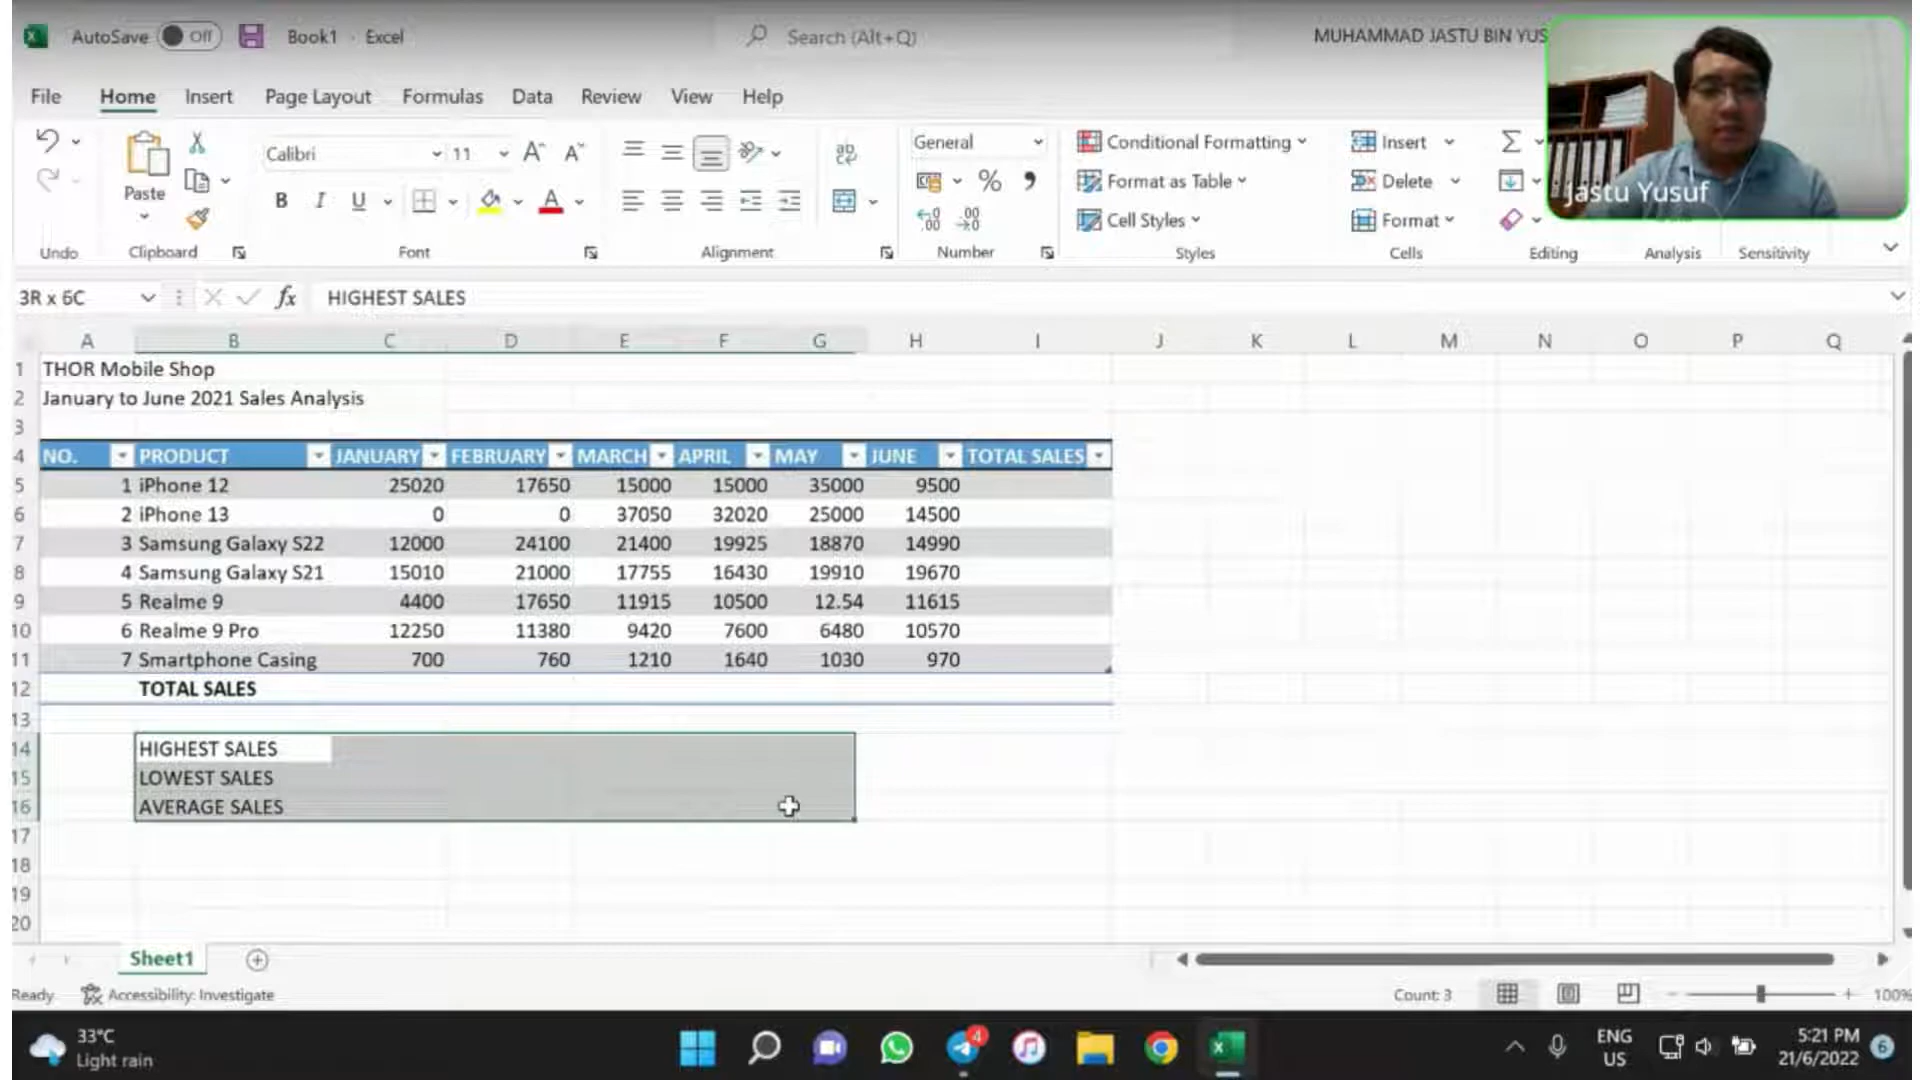 AutoSave Off Book1 - Excel Search (Alt+Q) MUHAMMAD JASTU BIN YUS
File Home Insert Page Layout Formulas Data Review View Help
Paste Calibri 11 General Conditional Formatting Insert
B I U Format as Table Delete
Cell Styles Format
Jastu Yusuf
Undo Clipboard Font Alignment Number Styles Cells Editing Analysis Sensitivity
3R x 6C fx HIGHEST SALES
A B C D E F G H I J K L M N O P Q
1 THOR Mobile Shop
2 January to June 2021 Sales Analysis
3
4 NO. PRODUCT JANUARY FEBRUARY MARCH APRIL MAY JUNE TOTAL SALES
5 1 iPhone 12 25020 17650 15000 15000 35000 9500
6 2 iPhone 13 0 0 37050 32020 25000 14500
7 3 Samsung Galaxy S22 12000 24100 21400 19925 18870 14990
8 4 Samsung Galaxy S21 15010 21000 17755 16430 19910 19670
9 5 Realme 9 4400 17650 11915 10500 12.54 11615
10 6 Realme 9 Pro 12250 11380 9420 7600 6480 10570
11 7 Smartphone Casing 700 760 1210 1640 1030 970
12 TOTAL SALES
13
14 HIGHEST SALES
15 LOWEST SALES
16 AVERAGE SALES
17
18
19
20
Sheet1
Ready Accessibility: Investigate Count: 3 100%
33°C
Light rain
4
ENG
US
5:21 PM
21/6/2022
6